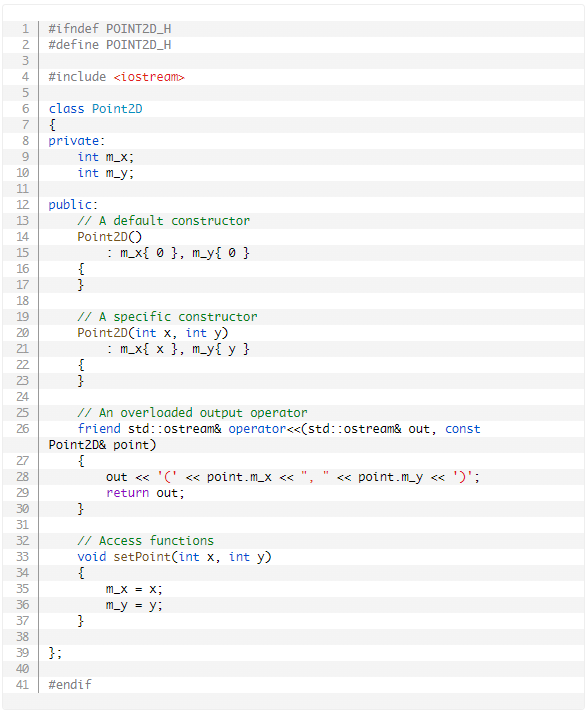 1 #ifndef POINT2D_H
2 #define POINT2D_H
3
4 #include <iostream>
5
6 class Point2D
7 {
8 private:
9     int m_x;
10     int m_y;
11
12 public:
13     // A default constructor
14     Point2D()
15         : m_x{ 0 }, m_y{ 0 }
16     {
17     }
18
19     // A specific constructor
20     Point2D(int x, int y)
21         : m_x{ x }, m_y{ y }
22     {
23     }
24
25     // An overloaded output operator
26     friend std::ostream& operator<<(std::ostream& out, const
Point2D& point)
27     {
28         out << '(' << point.m_x << ", " << point.m_y << ')';
29         return out;
30     }
31
32     // Access functions
33     void setPoint(int x, int y)
34     {
35         m_x = x;
36         m_y = y;
37     }
38
39 };
40
41 #endif